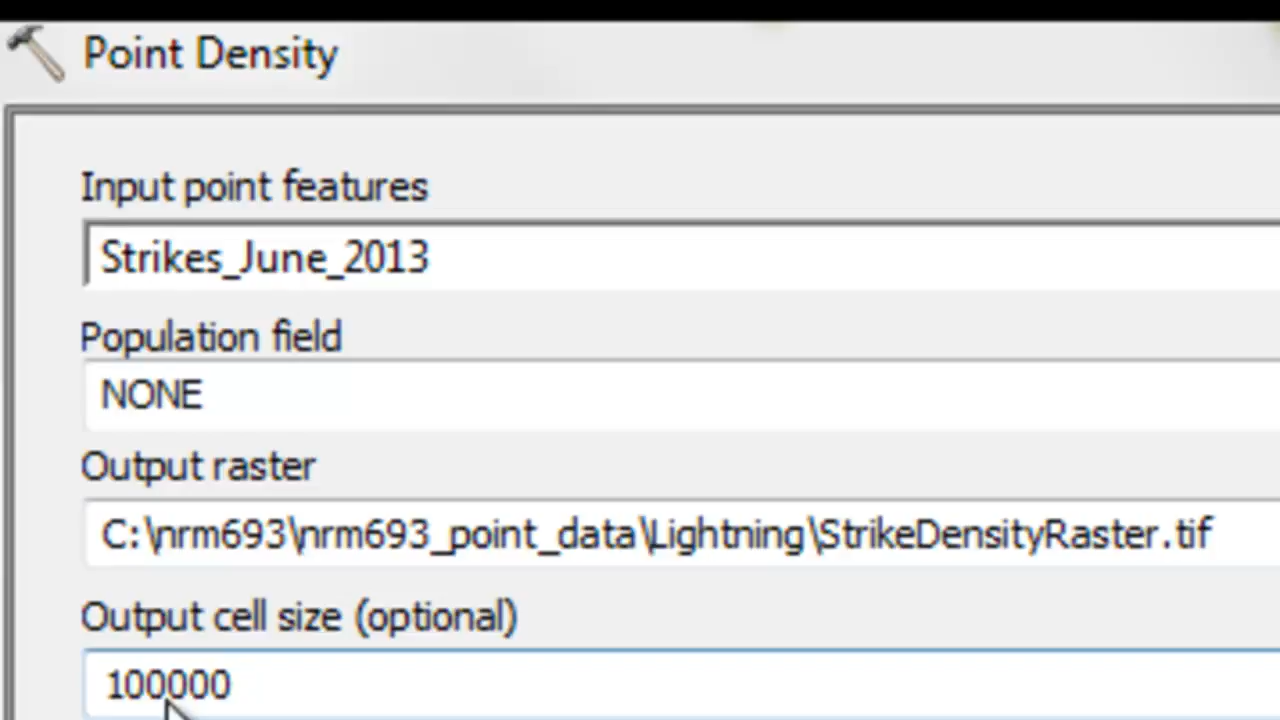 Point Density
Input point features
Strikes_June_2013
Population field
NONE
Output raster
C:\nrm693\nrm693_point_data\Lightning\StrikeDensityRaster.tif
Output cell size (optional)
100000